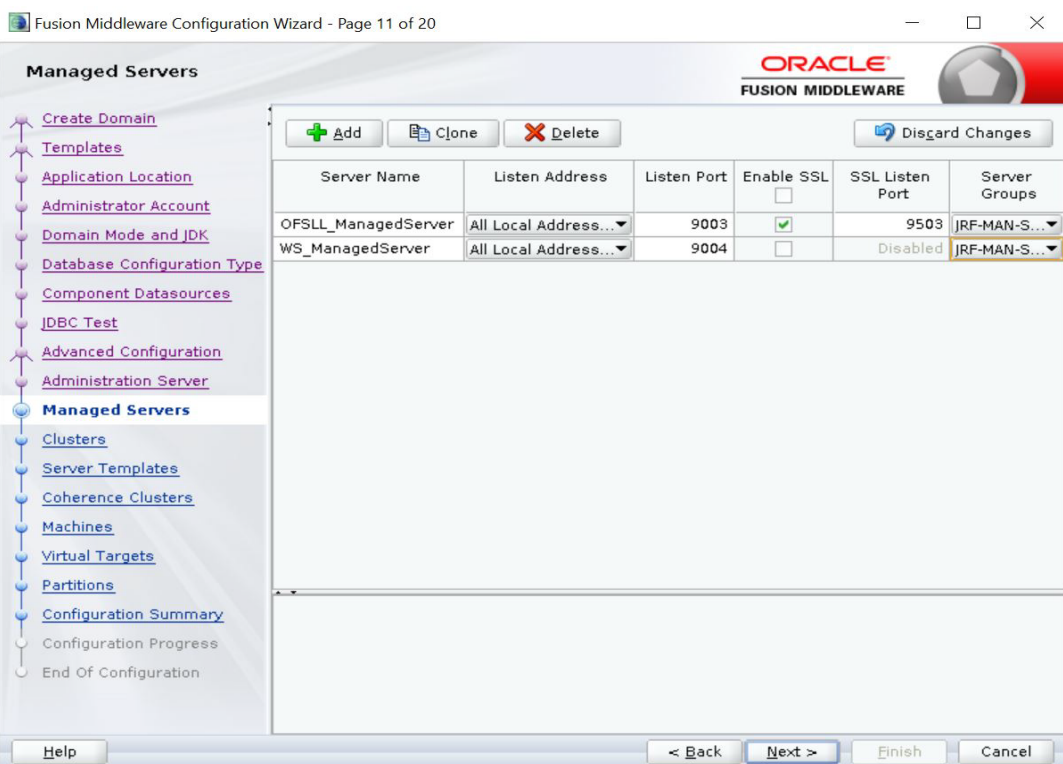 Fusion Middleware Configuration Wizard - Page 11 of 20
Managed Servers
ORACLE
FUSION MIDDLEWARE
Create Domain
Templates
Application Location
Administrator Account
Domain Mode and JDK
Database Configuration Type
Component Datasources
JDBC Test
Advanced Configuration
Administration Server
Managed Servers
Clusters
Server Templates
Coherence Clusters
Machines
Virtual Targets
Partitions
Configuration Summary
Configuration Progress
End Of Configuration
Add Clone Delete Discard Changes
Server Name Listen Address Listen Port Enable SSL SSL Listen Port Server Groups
OFSLL_ManagedServer All Local Address... 9003 9503 JRF-MAN-S...
WS_ManagedServer All Local Address... 9004 Disabled JRF-MAN-S...
Help < Back Next > Finish Cancel